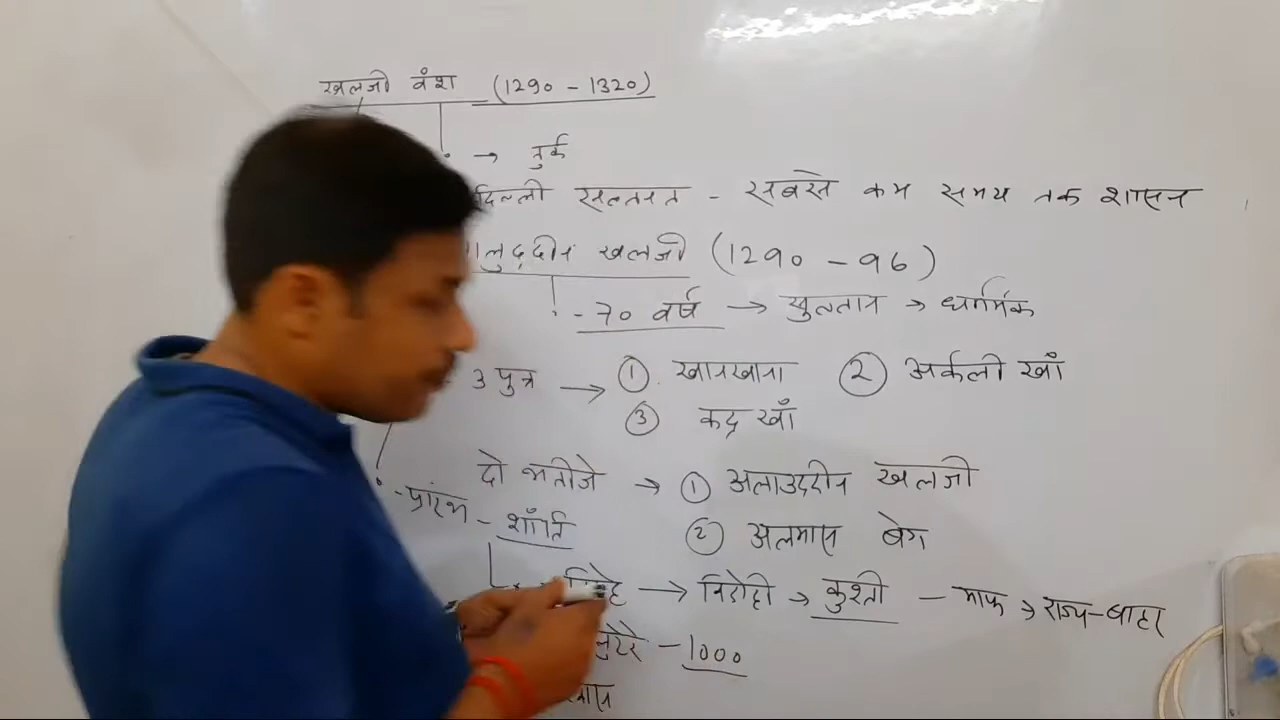 खलजी वंश (1290 - 1320)
→ तुर्क
दिल्ली सल्तनत - सबसे कम समय तक शासन
लुद्दीन खलजी (1290 - 96)
- 70 वर्ष → सुल्तान → धार्मिक
3 पुत्र → ① खानखाना ② अर्कली खाँ
③ कद्र खाँ
दो भतीजे → ① अलाउददीन खलजी
② अलमास बेग
- प्रारंभ - शाँति
→ विद्रोही → कुश्ती - माफ → राज्य-बाहर
लुटेरे - 1000